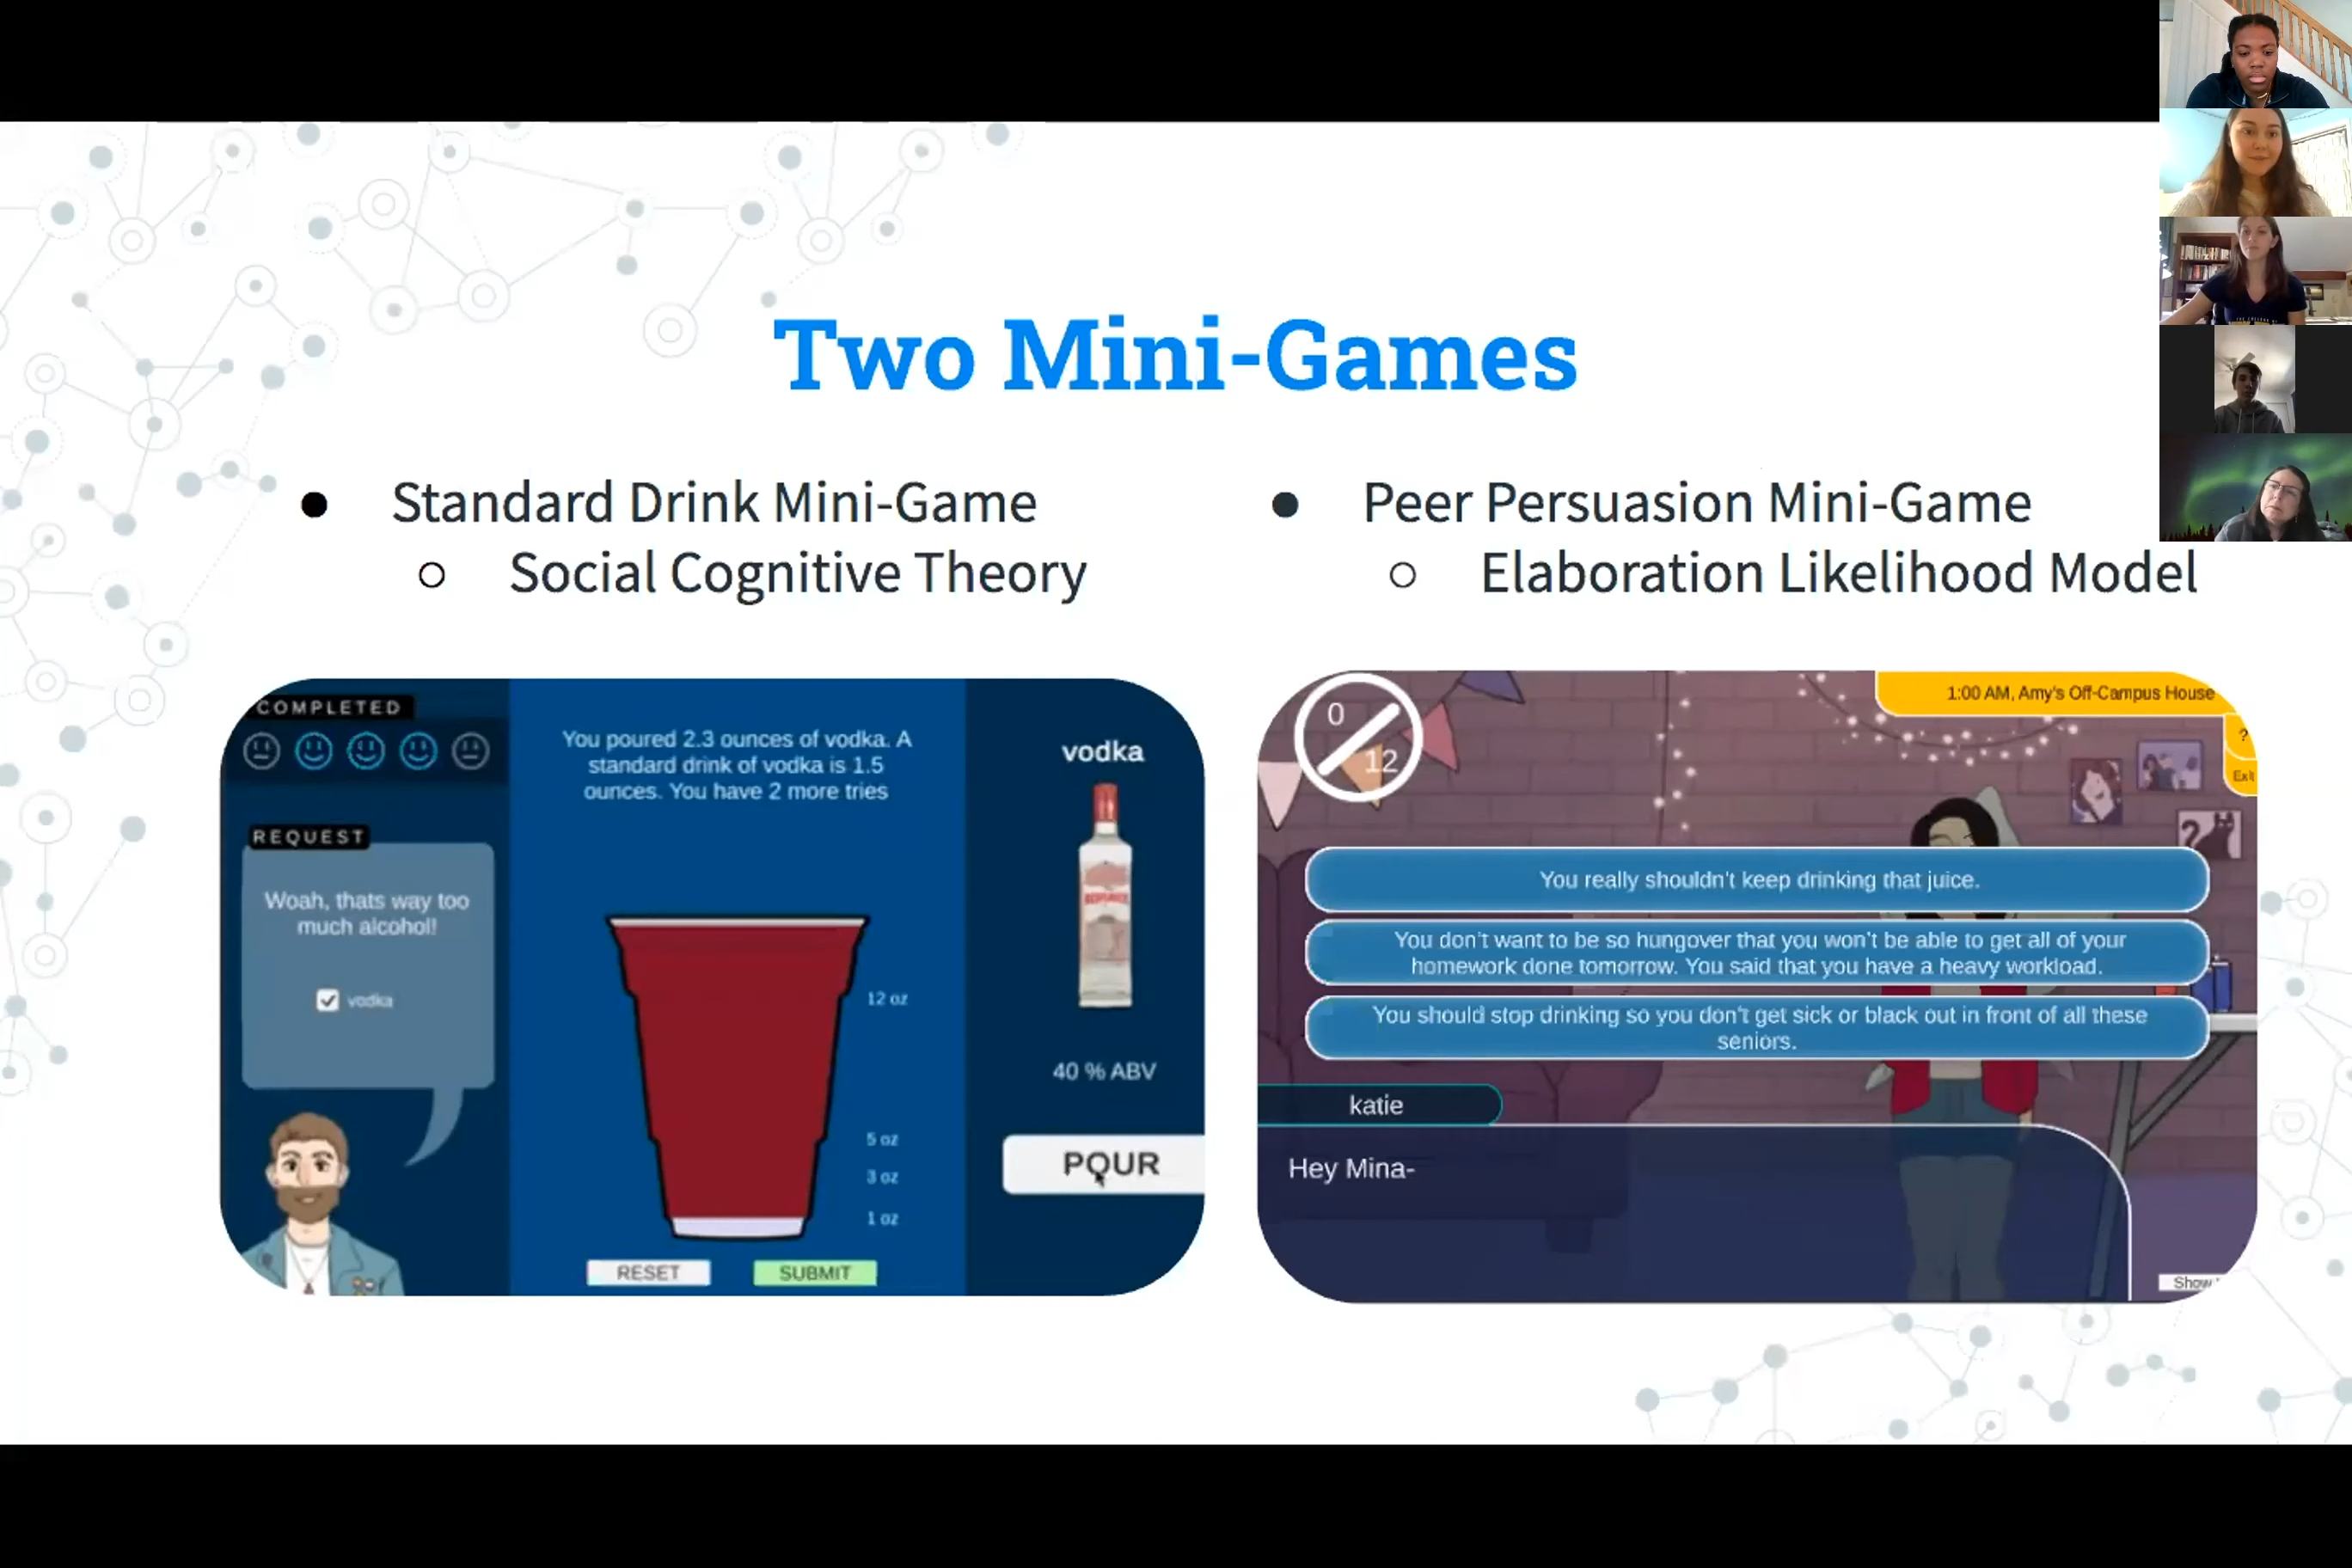 Two Mini-Games
● Standard Drink Mini-Game
○ Social Cognitive Theory
● Peer Persuasion Mini-Game
○ Elaboration Likelihood Model
COMPLETED
REQUEST
Woah, thats way too
much alcohol!
vodka
You poured 2.3 ounces of vodka. A
standard drink of vodka is 1.5
ounces. You have 2 more tries
12 oz
5 oz
3 oz
1 oz
RESET
SUBMIT
vodka
40 % ABV
POUR
0
12
1:00 AM, Amy's Off-Campus House
?
Exit
You really shouldn't keep drinking that juice.
You don't want to be so hungover that you won't be able to get all of your
homework done tomorrow. You said that you have a heavy workload.
You should stop drinking so you don't get sick or black out in front of all these
seniors.
katie
Hey Mina-
Show